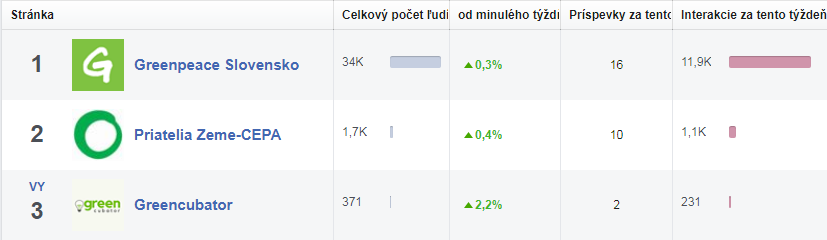 Stránka Celkový počet ľudí od minulého týžd Príspevky za tento Interakcie za tento týždeň
1 G Greenpeace Slovensko 34K 0,3% 16 11,9K
2 Priatelia Zeme-CEPA 1,7K 0,4% 10 1,1K
VY
3 green cubator Greencubator 371 2,2% 2 231